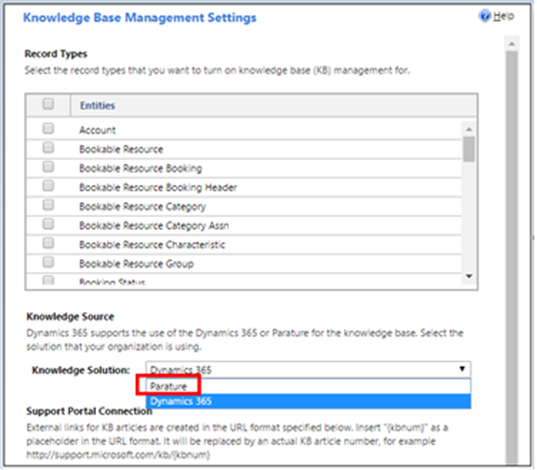 Knowledge Base Management Settings
Help
Record Types
Select the record types that you want to turn on knowledge base (KB) management for.
Entities
Account
Bookable Resource
Bookable Resource Booking
Bookable Resource Booking Header
Bookable Resource Category
Bookable Resource Category Assn
Bookable Resource Characteristic
Bookable Resource Group
Booking Status
Knowledge Source
Dynamics 365 supports the use of the Dynamics 365 or Parature for the knowledge base. Select the
solution that your organization is using.
Knowledge Solution: Dynamics 365
Parature
Dynamics 365
Support Portal Connection
External links for KB articles are created in the URL format specified below. Insert "{kbnum}" as a
placeholder in the URL format. It will be replaced by an actual KB article number, for example
http://support.microsoft.com/kb/{kbnum}